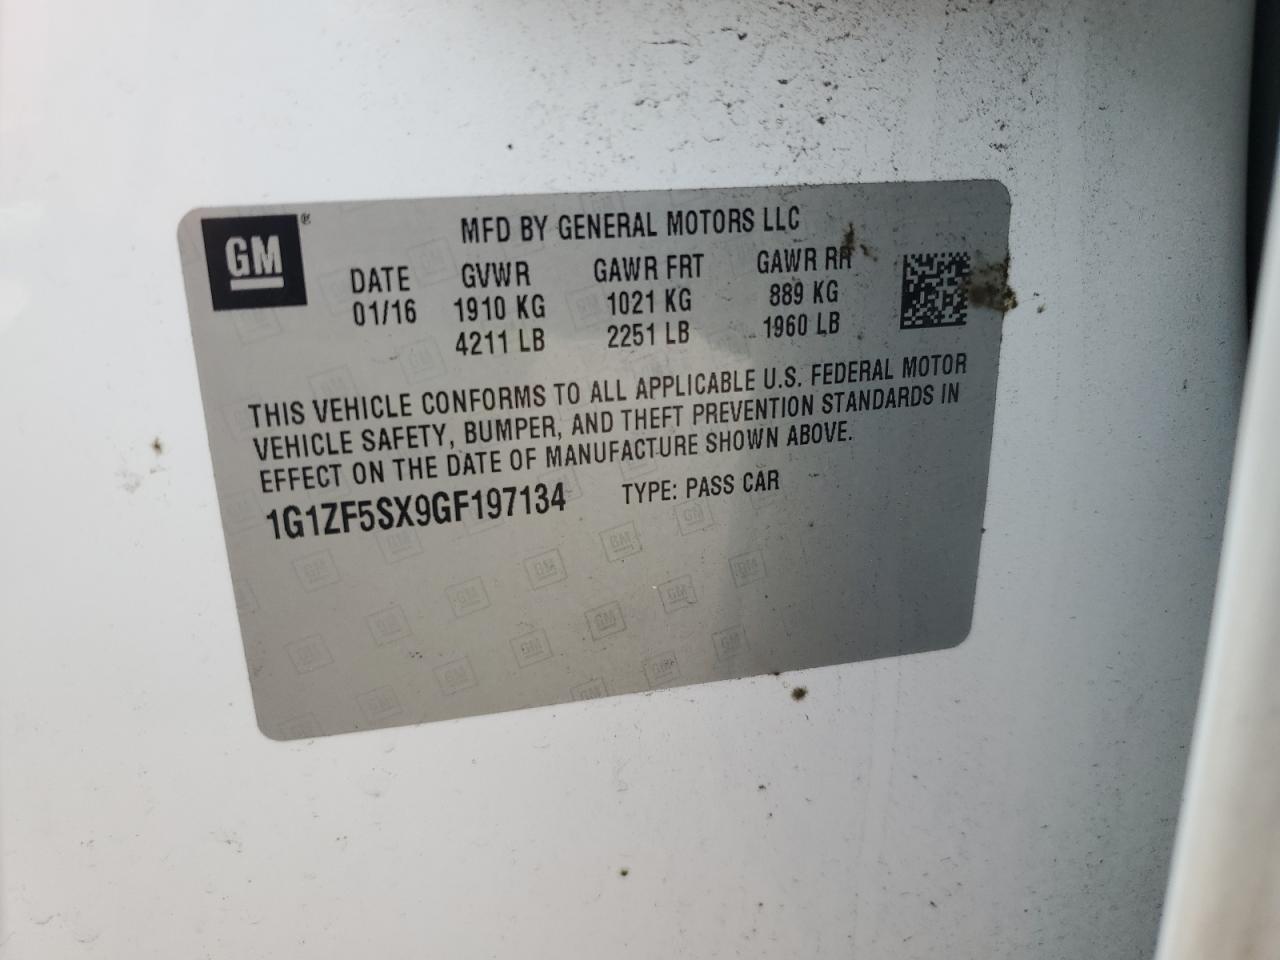 GM®
MFD BY GENERAL MOTORS LLC
DATE GVWR GAWR FRT GAWR RR
01/16 1910 KG 1021 KG 889 KG
4211 LB 2251 LB 1960 LB
THIS VEHICLE CONFORMS TO ALL APPLICABLE U.S. FEDERAL MOTOR
VEHICLE SAFETY, BUMPER, AND THEFT PREVENTION STANDARDS IN
EFFECT ON THE DATE OF MANUFACTURE SHOWN ABOVE.
1G1ZF5SX9GF197134 TYPE: PASS CAR